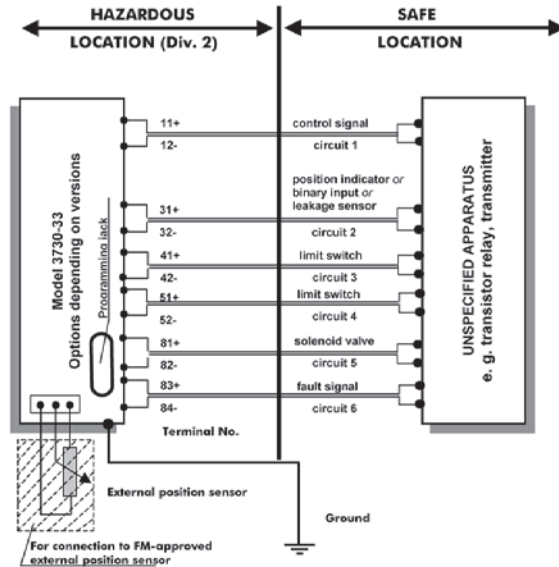 HAZARDOUS
LOCATION (Div. 2)
SAFE
LOCATION
Model 3730-33
Options depending on versions
Programming jack
11+
12-
control signal
circuit 1
31+
32-
position indicator or
binary input or
leakage sensor
circuit 2
41+
42-
limit switch
circuit 3
51+
52-
limit switch
circuit 4
81+
82-
solenoid valve
circuit 5
83+
84-
fault signal
circuit 6
Terminal No.
UNSPECIFIED APPARATUS
e. g. transistor relay, transmitter
External position sensor
Ground
For connection to FM-approved
external position sensor